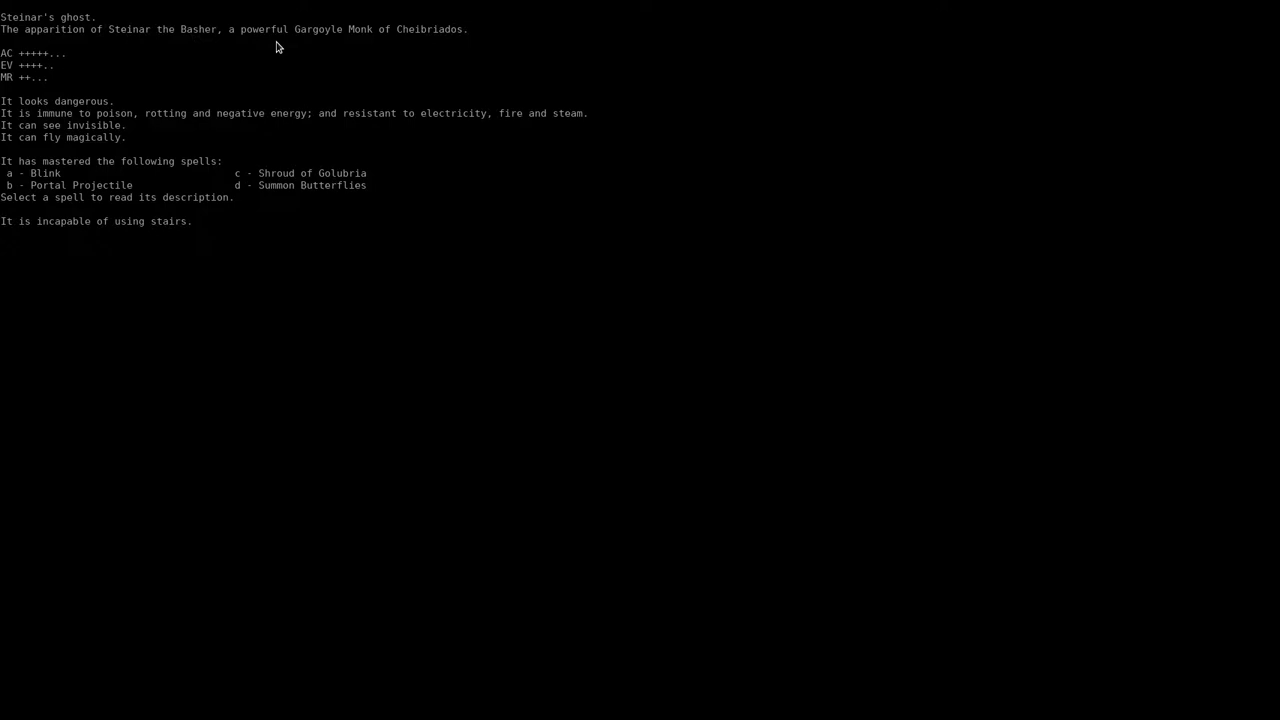 Steinar's ghost.
The apparition of Steinar the Basher, a powerful Gargoyle Monk of Cheibriados.
AC +++++...
EV ++++..
MR ++...
It looks dangerous.
It is immune to poison, rotting and negative energy; and resistant to electricity, fire and steam.
It can see invisible.
It can fly magically.
It has mastered the following spells:
a - Blink                             c - Shroud of Golubria
b - Portal Projectile                 d - Summon Butterflies
Select a spell to read its description.
It is incapable of using stairs.